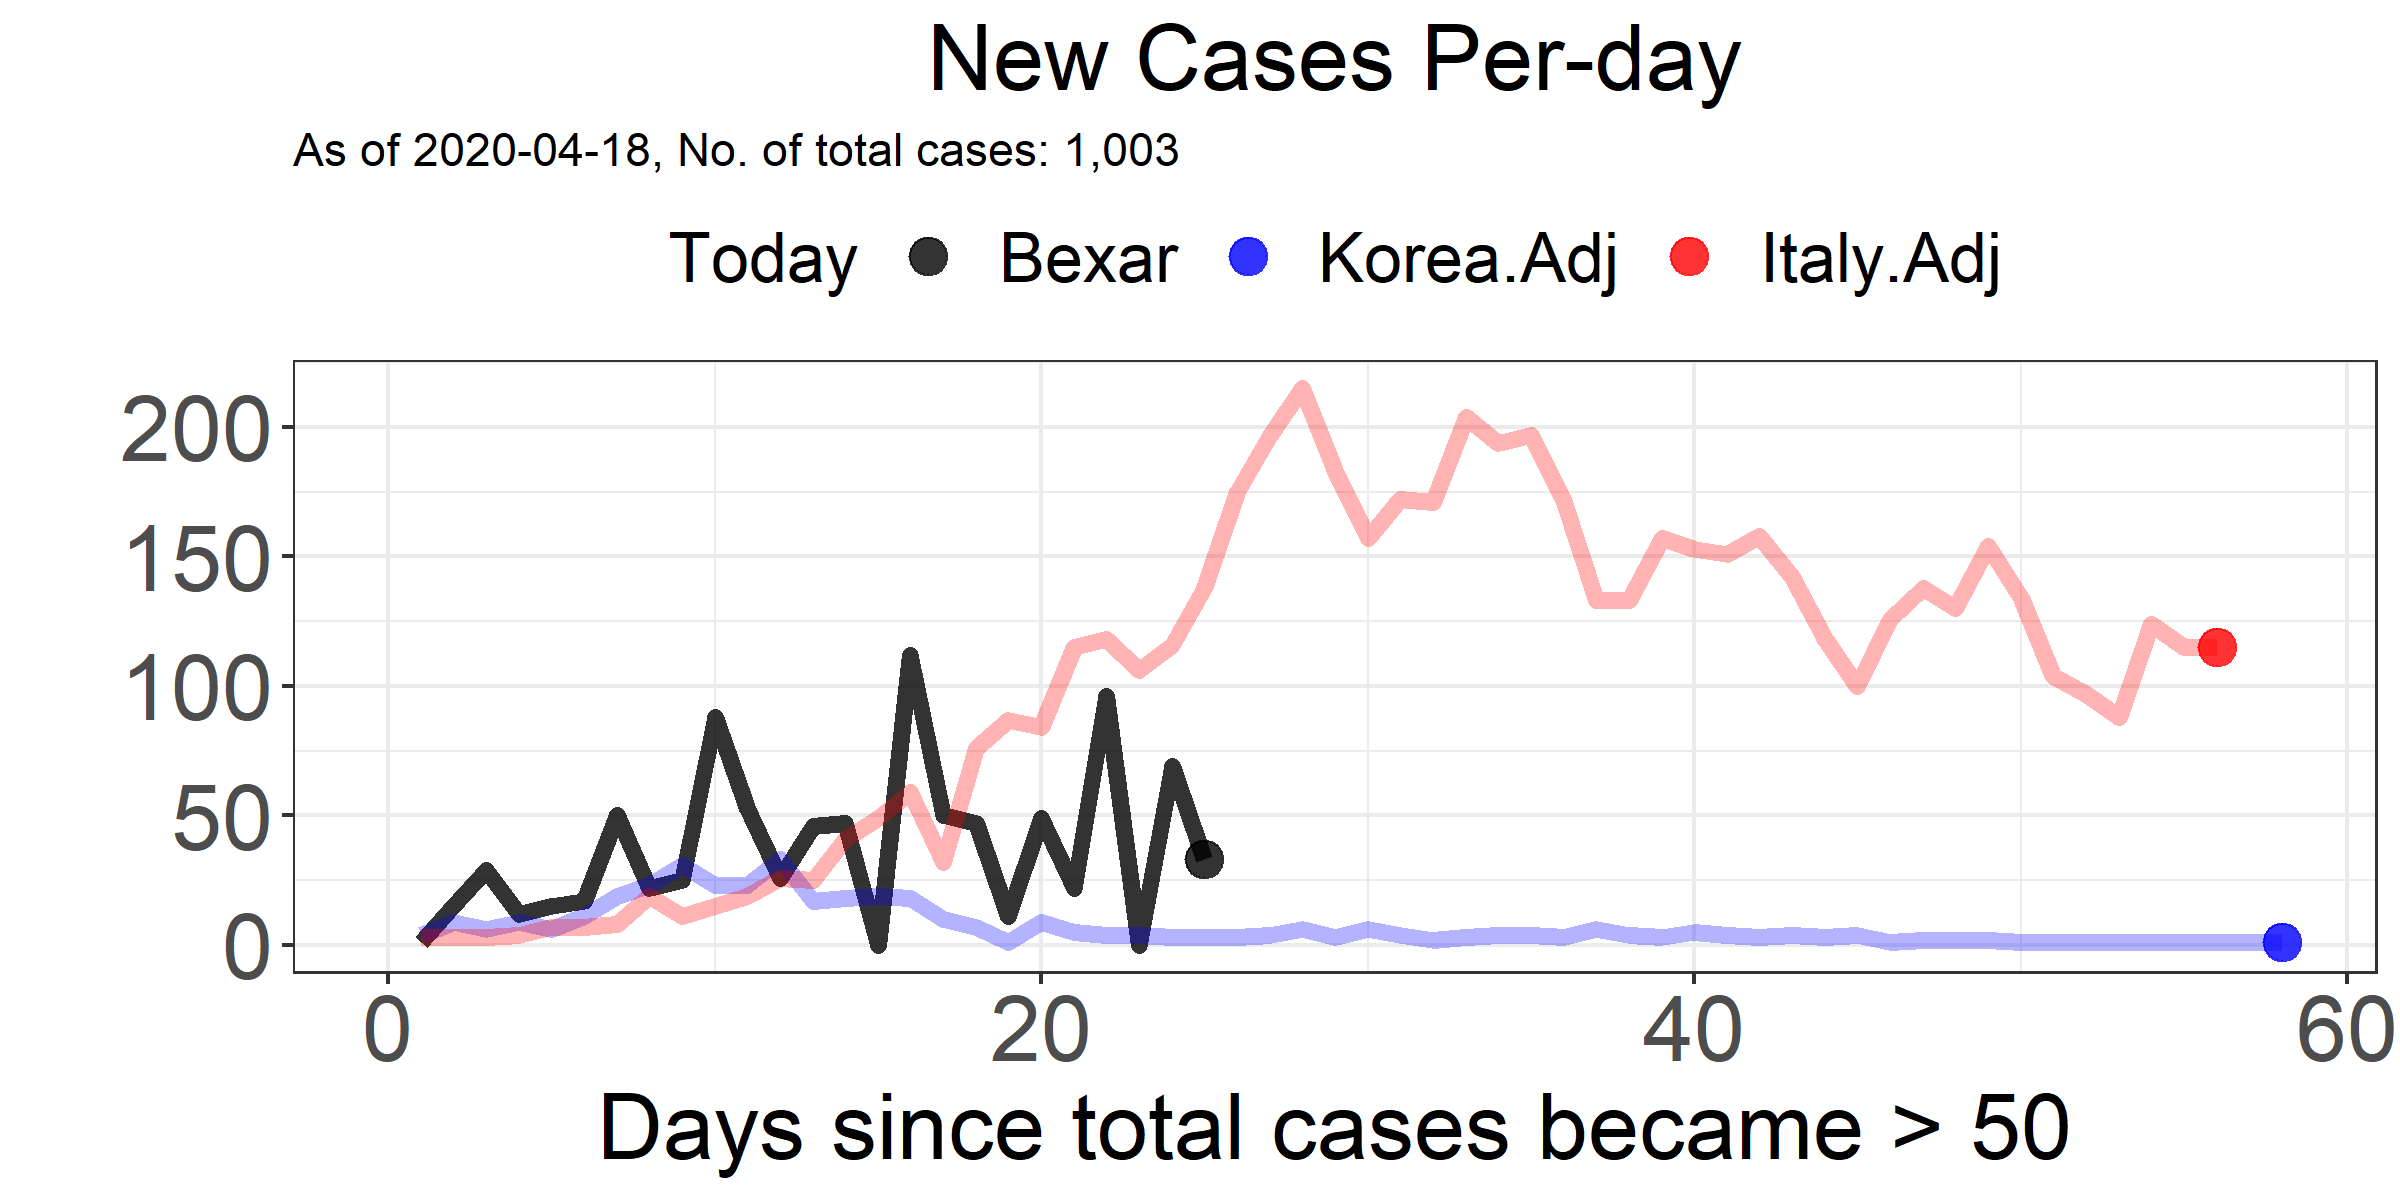 New Cases Per-day
As of 2020-04-18, No. of total cases: 1,003
Today Bexar Korea.Adj Italy.Adj
200
150
100
50
0
0 20 40 60
Days since total cases became > 50